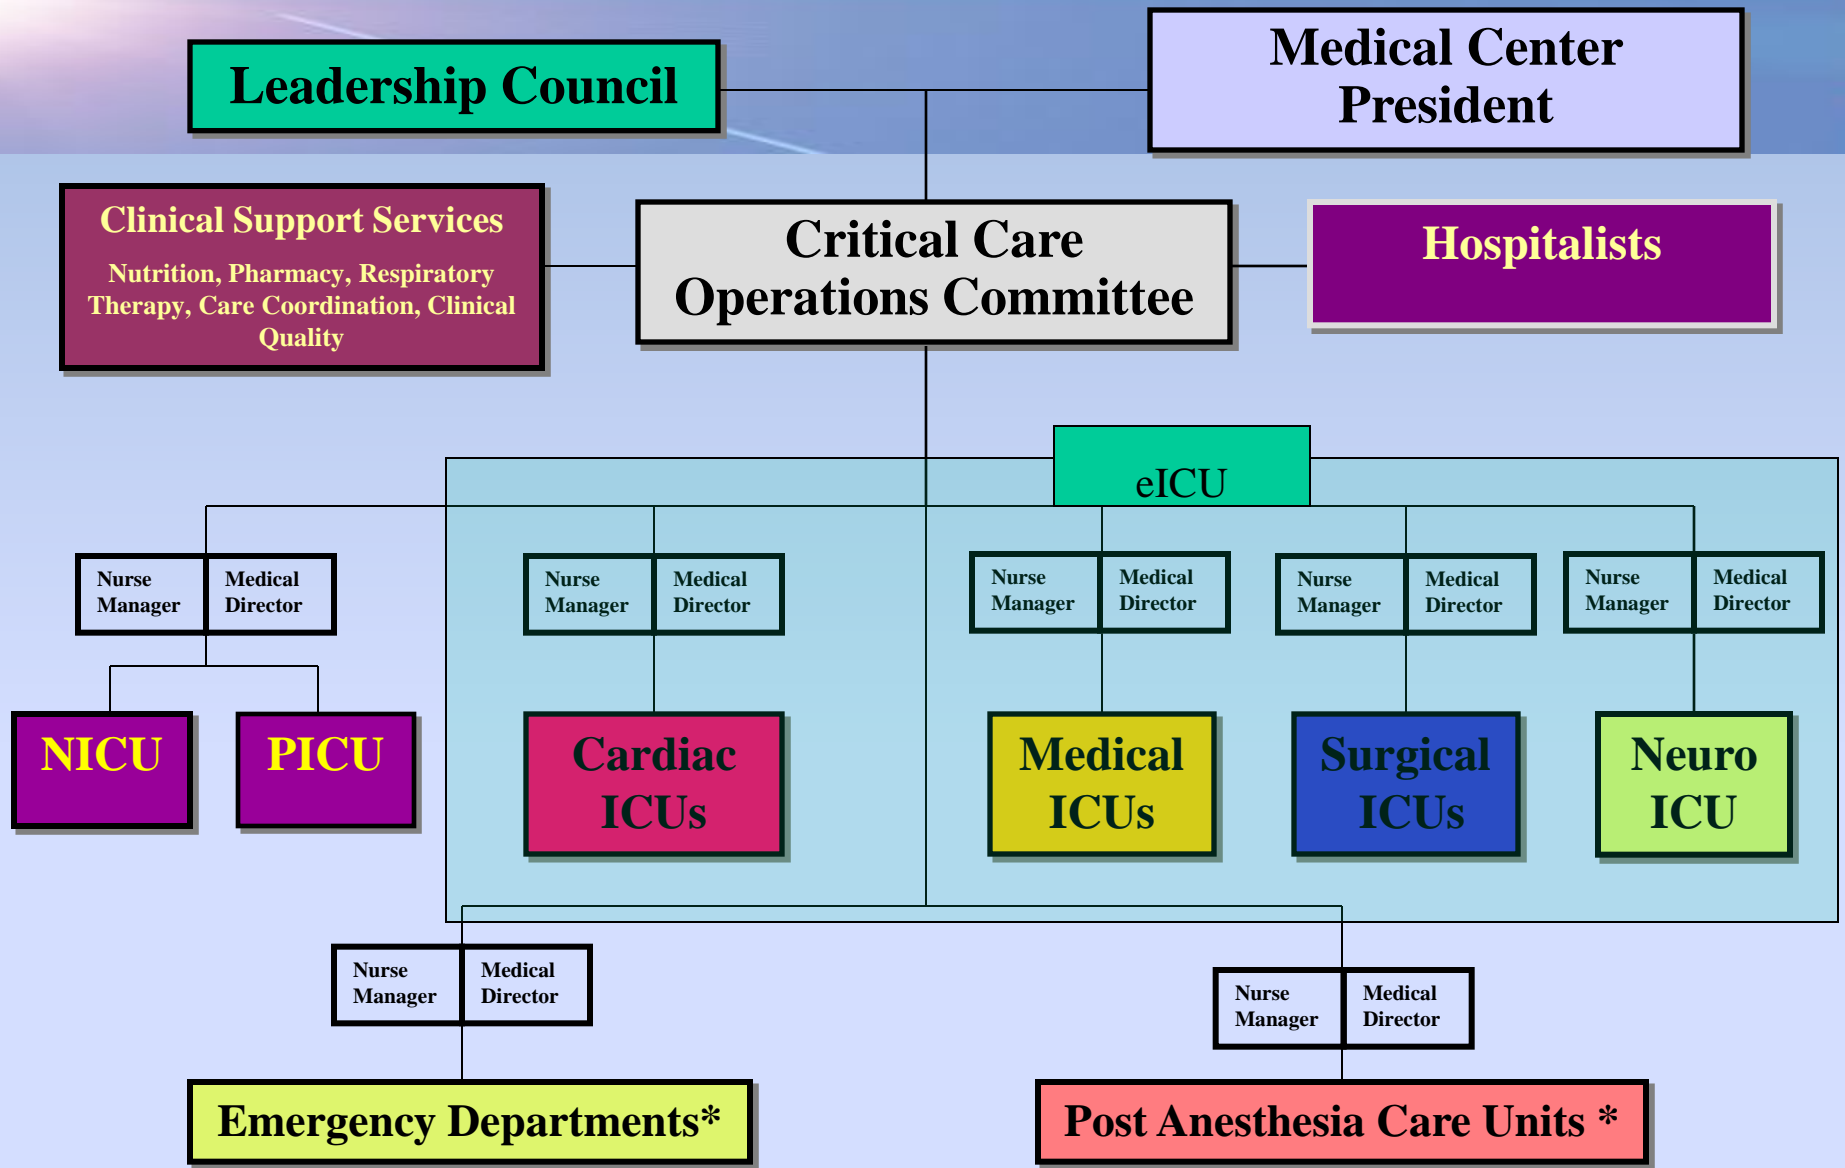 Leadership Council
Medical Center
President
Clinical Support Services
Nutrition, Pharmacy, Respiratory
Therapy, Care Coordination, Clinical
Quality
Critical Care
Operations Committee
Hospitalists
eICU
Nurse
Manager
Medical
Director
Nurse
Manager
Medical
Director
Nurse
Manager
Medical
Director
Nurse
Manager
Medical
Director
Nurse
Manager
Medical
Director
NICU
PICU
Cardiac
ICUs
Medical
ICUs
Surgical
ICUs
Neuro
ICU
Nurse
Manager
Medical
Director
Nurse
Manager
Medical
Director
Emergency Departments*
Post Anesthesia Care Units *